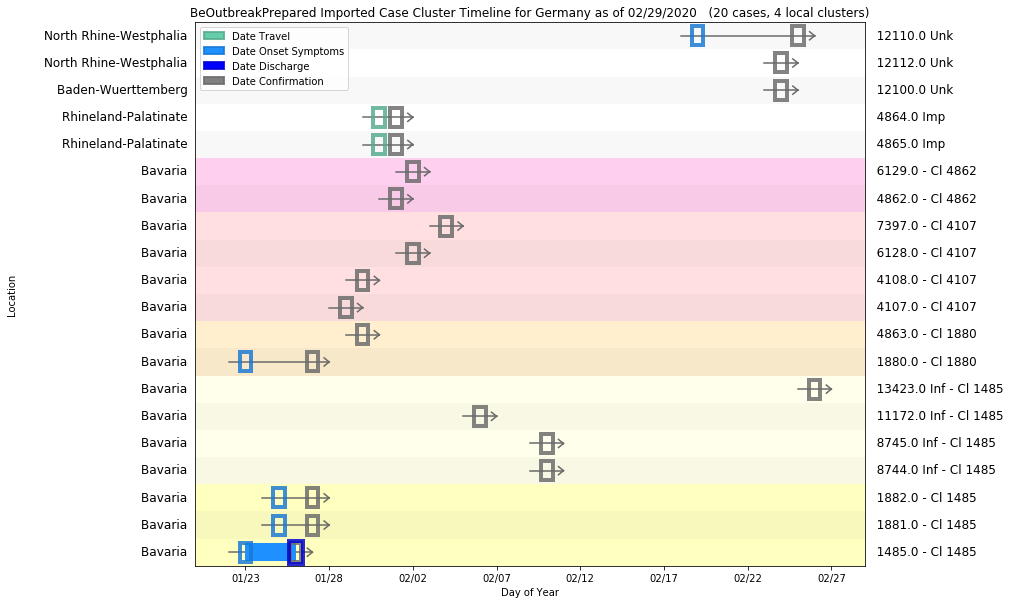 BeOutbreakPrepared Imported Case Cluster Timeline for Germany as of 02/29/2020 (20 cases, 4 local clusters)
Date Travel
Date Onset Symptoms
Date Discharge
Date Confirmation
Location
North Rhine-Westphalia 12110.0 Unk
North Rhine-Westphalia 12112.0 Unk
Baden-Wuerttemberg 12100.0 Unk
Rhineland-Palatinate 4864.0 Imp
Rhineland-Palatinate 4865.0 Imp
Bavaria 6129.0 - Cl 4862
Bavaria 4862.0 - Cl 4862
Bavaria 7397.0 - Cl 4107
Bavaria 6128.0 - Cl 4107
Bavaria 4108.0 - Cl 4107
Bavaria 4107.0 - Cl 4107
Bavaria 4863.0 - Cl 1880
Bavaria 1880.0 - Cl 1880
Bavaria 13423.0 Inf - Cl 1485
Bavaria 11172.0 Inf - Cl 1485
Bavaria 8745.0 Inf - Cl 1485
Bavaria 8744.0 Inf - Cl 1485
Bavaria 1882.0 - Cl 1485
Bavaria 1881.0 - Cl 1485
Bavaria 1485.0 - Cl 1485
01/23 01/28 02/02 02/07 02/12 02/17 02/22 02/27
Day of Year